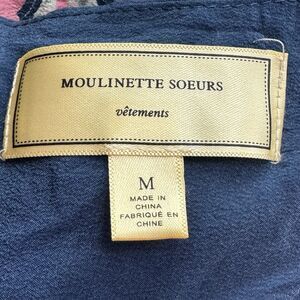 MOULINETTE SOEURS
vêtements
M
MADE IN
CHINA
FABRIQUÉ EN
CHINE